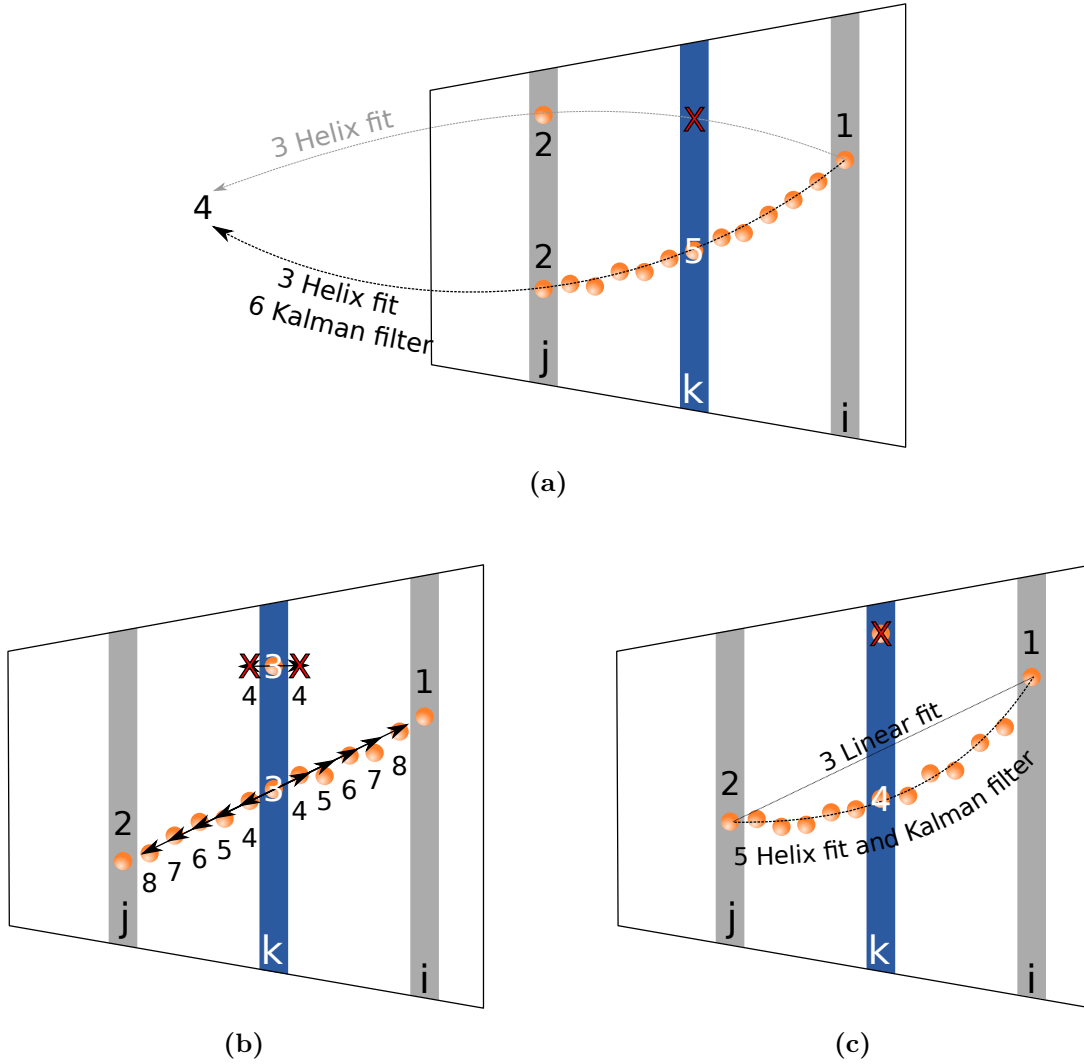 1
X
2
3 Helix fit
4
5
2
3 Helix fit
6 Kalman filter
j
k
i
(a)
X 3 X
4 4
1
2
3
8 7 6 5 4 4 5 6 7 8
j
k
i
(b)
X
1
3 Linear fit
2
4
5 Helix fit and Kalman filter
j
k
i
(c)